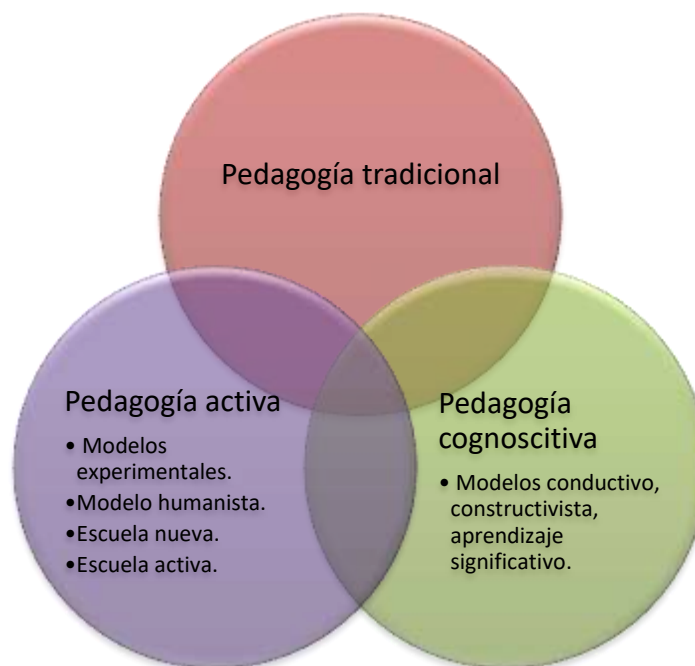 Pedagogía tradicional
Pedagogía activa
• Modelos
experimentales.
•Modelo humanista.
•Escuela nueva.
•Escuela activa.
Pedagogía
cognoscitiva
• Modelos conductivo,
constructivista,
aprendizaje
significativo.